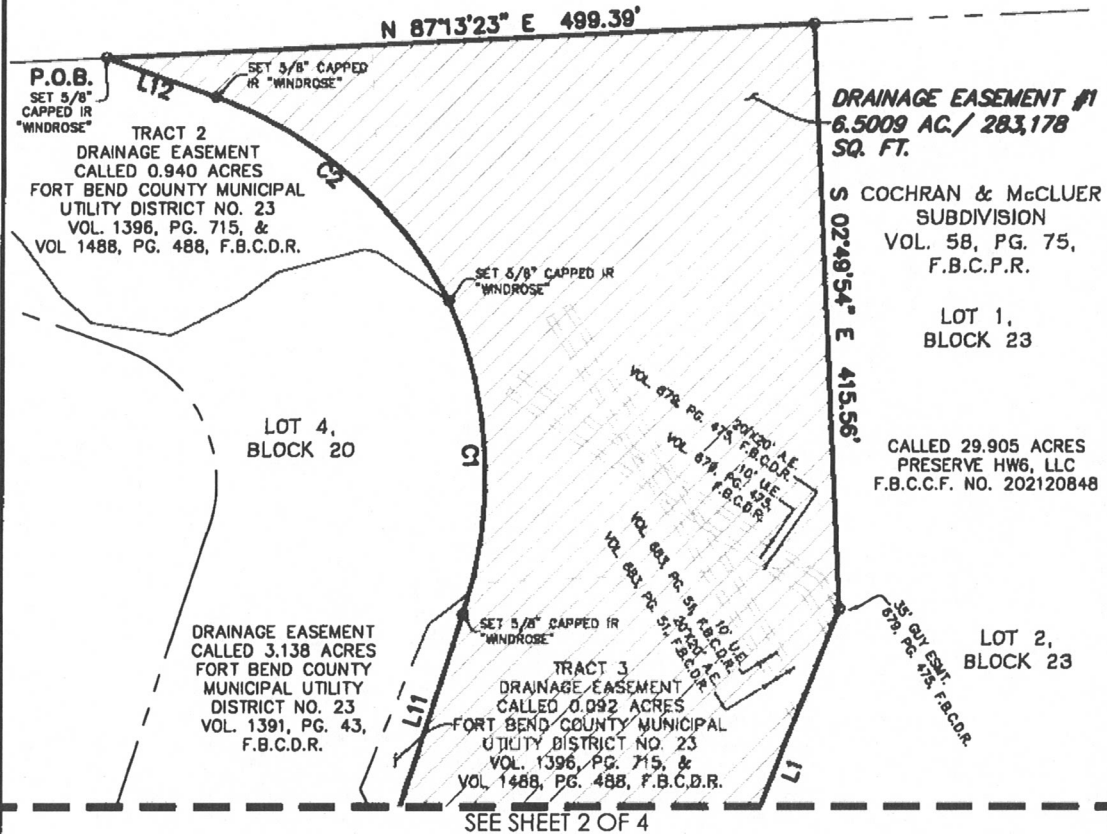 N 87°13'23" E 499.39'
P.O.B.
SET 5/8"
CAPPED IR
"WINDROSE"
L12
SET 5/8" CAPPED
IR "WINDROSE"
TRACT 2
DRAINAGE EASEMENT
CALLED 0.940 ACRES
FORT BEND COUNTY MUNICIPAL
UTILITY DISTRICT NO. 23
VOL. 1396, PG. 715, &
VOL 1488, PG. 488, F.B.C.D.R.
C2
DRAINAGE EASEMENT #1
6.5009 AC./ 283,178
SQ. FT.
S 02°49'54" E 415.56'
COCHRAN & McCLUER
SUBDIVISION
VOL. 58, PG. 75,
F.B.C.P.R.
LOT 1,
BLOCK 23
SET 5/8" CAPPED IR
"WINDROSE"
LOT 4,
BLOCK 20
C1
VOL. 679, PG. 475, F.B.C.D.R.
20'X20' A.E.
VOL. 679, PG. 475,
10' U.E.
F.B.C.D.R.
CALLED 29.905 ACRES
PRESERVE HW6, LLC
F.B.C.C.F. NO. 202120848
VOL. 683, PG. 51, F.B.C.D.R.
10' U.E.
VOL. 683, PG. 51, F.B.C.D.R.
20'X20' A.E.
35' GUY ESMT.
679, PG. 475, F.B.C.D.R.
LOT 2,
BLOCK 23
SET 5/8" CAPPED IR
"WINDROSE"
DRAINAGE EASEMENT
CALLED 3.138 ACRES
FORT BEND COUNTY
MUNICIPAL UTILITY
DISTRICT NO. 23
VOL. 1391, PG. 43,
F.B.C.D.R.
L11
TRACT 3
DRAINAGE EASEMENT
CALLED 0.092 ACRES
FORT BEND COUNTY MUNICIPAL
UTILITY DISTRICT NO. 23
VOL. 1396, PG. 715, &
VOL 1488, PG. 488, F.B.C.D.R.
L1
SEE SHEET 2 OF 4